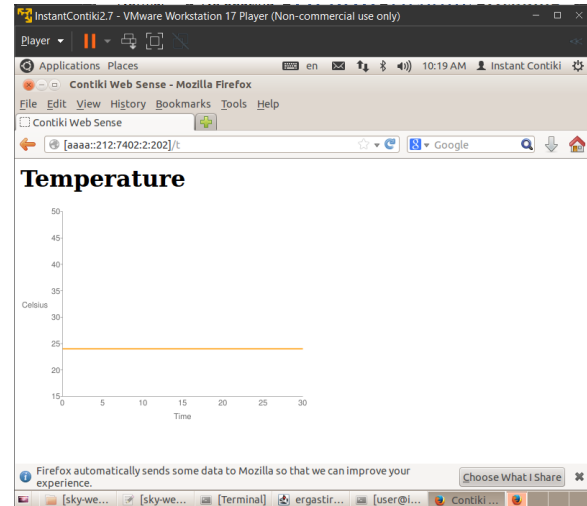 InstantContiki2.7 - VMware Workstation 17 Player (Non-commercial use only)
Player
Applications Places en 10:19 AM Instant Contiki
Contiki Web Sense - Mozilla Firefox
File Edit View History Bookmarks Tools Help
Contiki Web Sense
[aaaa::212:7402:2:202]/t Google
Temperature
50
45
40
35
Celsius
30
25
20
15
0 5 10 15 20 25 30
Time
Firefox automatically sends some data to Mozilla so that we can improve your
experience.
Choose What I Share
[sky-we... [sky-we... [Terminal] ergastir... [user@i... Contiki ...